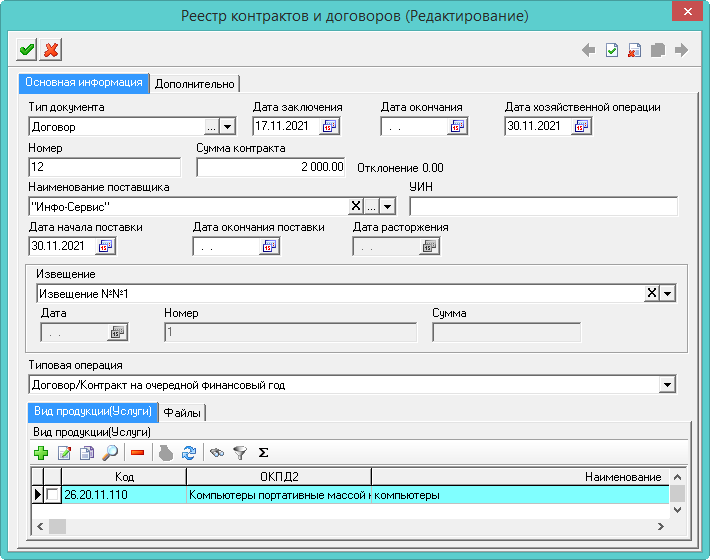 Реестр контрактов и договоров (Редактирование)
Основная информация Дополнительно
Тип документа Дата заключения Дата окончания Дата хозяйственной операции
Договор ... 17.11.2021 . . 30.11.2021
Номер Сумма контракта
12 2 000.00 Отклонение 0.00
Наименование поставщика УИН
"Инфо-Сервис" ...
Дата начала поставки Дата окончания поставки Дата расторжения
30.11.2021 . . . .
Извещение
Извещение №№1
Дата Номер Сумма
. . 1
Типовая операция
Договор/Контракт на очередной финансовый год
Вид продукции(Услуги) Файлы
Вид продукции(Услуги)
Σ
Код ОКПД2 Наименование
26.20.11.110 Компьютеры портативные массой компьютеры